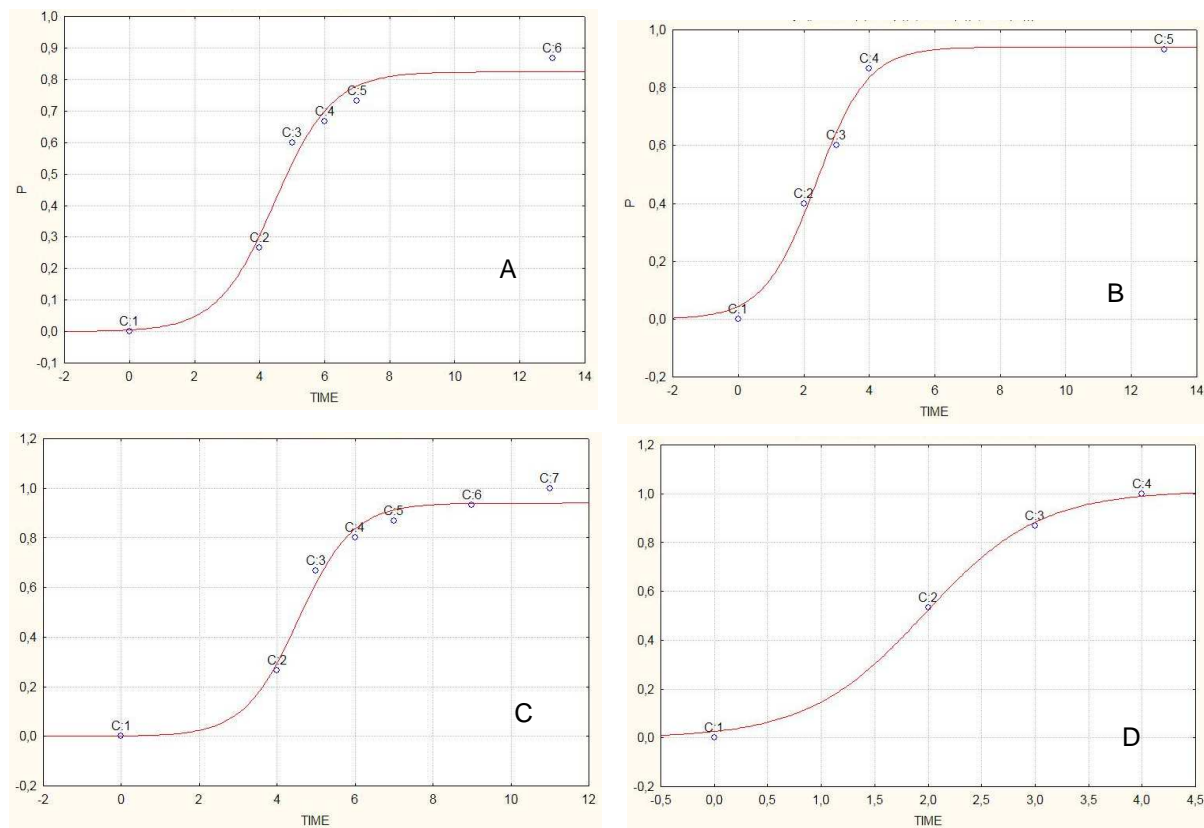 1,0
0,9
0,8
0,7
0,6
0,5
0,4
0,3
0,2
0,1
0,0
-0,1
P
C:1
C:2
C:3
C:4
C:5
C:6
A
-2 0 2 4 6 8 10 12 14
TIME
1,0
0,8
0,6
0,4
0,2
0,0
-0,2
P
C:1
C:2
C:3
C:4
C:5
B
-2 0 2 4 6 8 10 12 14
TIME
1,2
1,0
0,8
0,6
0,4
0,2
0,0
-0,2
C:1
C:2
C:3
C:4
C:5
C:6
C:7
C
-2 0 2 4 6 8 10 12
TIME
1,2
1,0
0,8
0,6
0,4
0,2
0,0
-0,2
C:1
C:2
C:3
C:4
D
-0,5 0,0 0,5 1,0 1,5 2,0 2,5 3,0 3,5 4,0 4,5
TIME